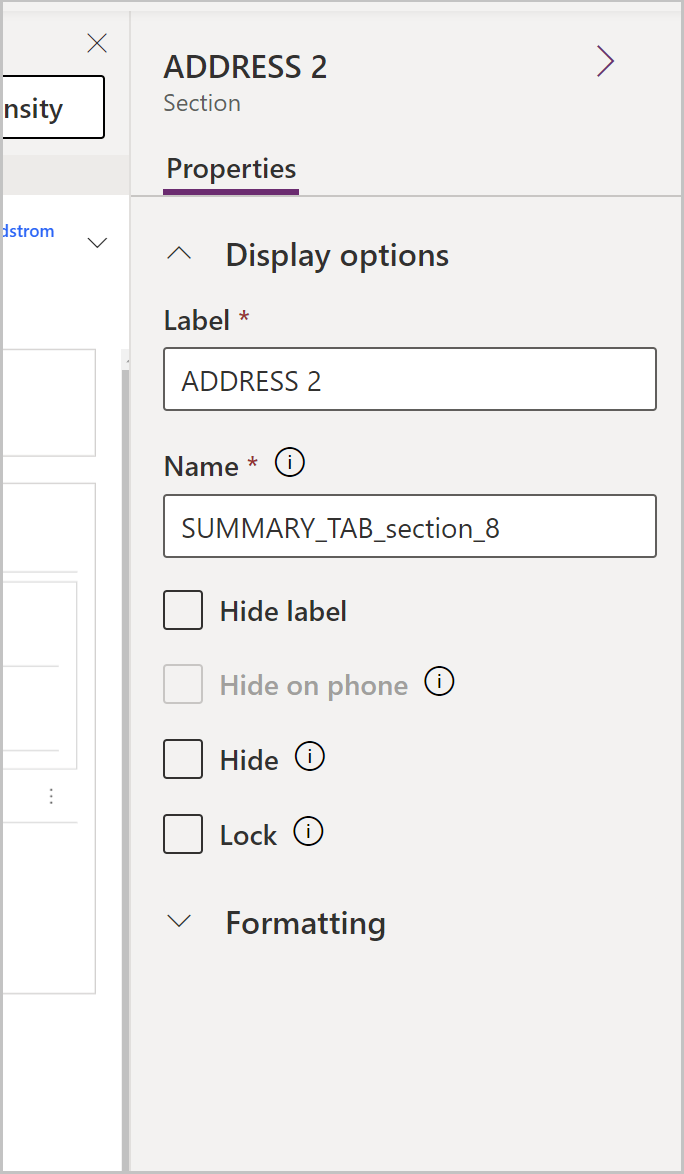 ADDRESS 2
Section
nsity
Properties
dstrom
Display options
Label *
ADDRESS 2
Name *
SUMMARY_TAB_section_8
Hide label
Hide on phone
Hide
Lock
Formatting